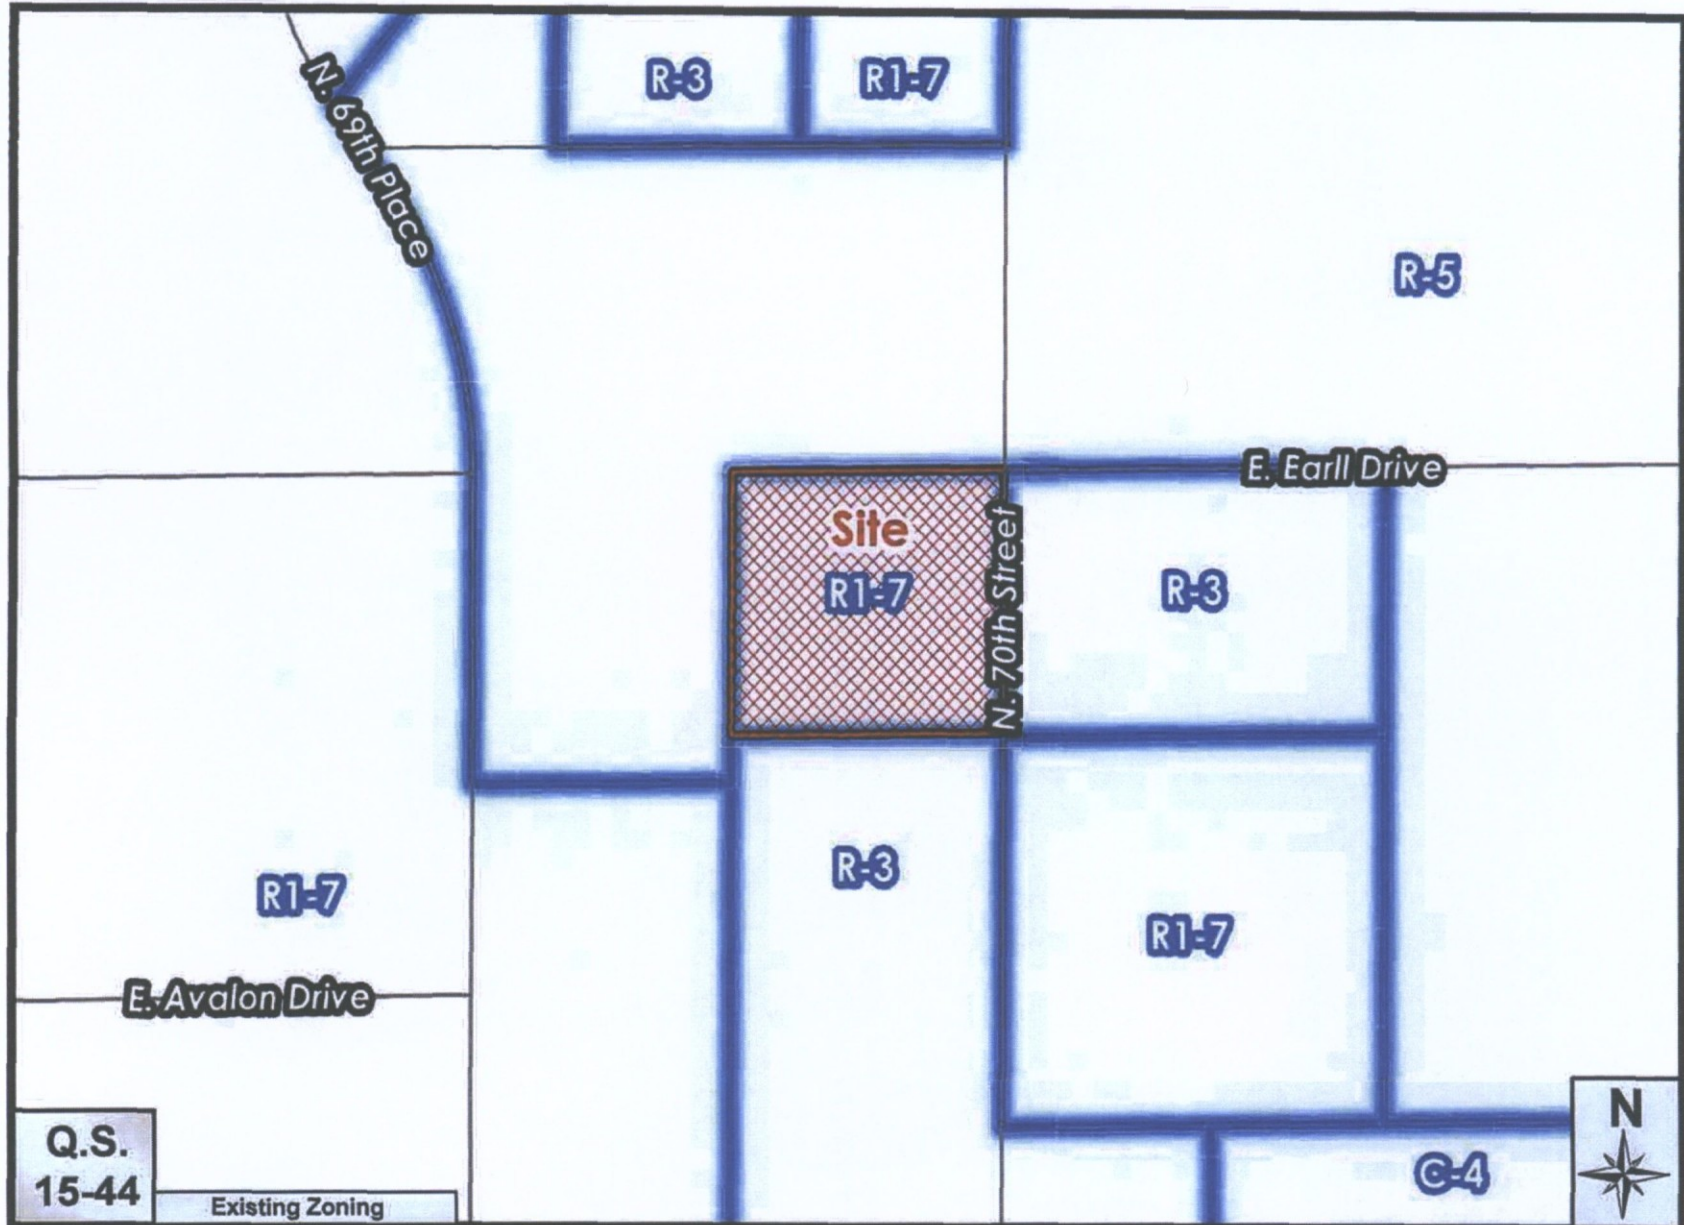 R-3
R1-7
N. 69th Place
R-5
E. Earll Drive
Site
R1-7
N. 70th Street
R-3
R-3
R1-7
R1-7
E. Avalon Drive
Q.S.
15-44
Existing Zoning
N
C-4